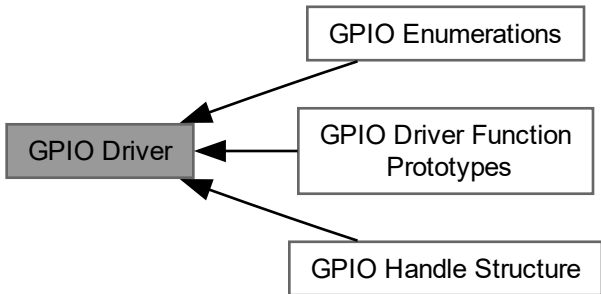 GPIO Enumerations
GPIO Driver
GPIO Driver Function
Prototypes
GPIO Handle Structure